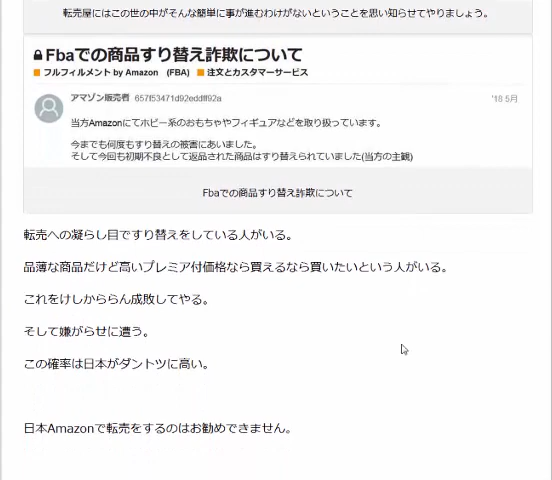 転売屋にはこの世の中がそんな簡単に事が進むわけがないということを思い知らせてやりましょう。
Fbaでの商品すり替え詐欺について
フルフィルメント by Amazon (FBA) 注文とカスタマーサービス
アマゾン販売者 657f53471d92eddfff92a '18 5月
当方Amazonにてホビー系のおもちゃやフィギュアなどを取り扱っています。
今までも何度もすり替えの被害にあいました。
そして今回も初期不良として返品された商品はすり替えられていました(当方の主観)
Fbaでの商品すり替え詐欺について
転売への凝らし目ですり替えをしている人がいる。
品薄な商品だけど高いプレミア付価格なら買えるなら買いたいという人がいる。
これをけしかららん成敗してやる。
そして嫌がらせに遭う。
この確率は日本がダントツに高い。
日本Amazonで転売をするのはお勧めできません。